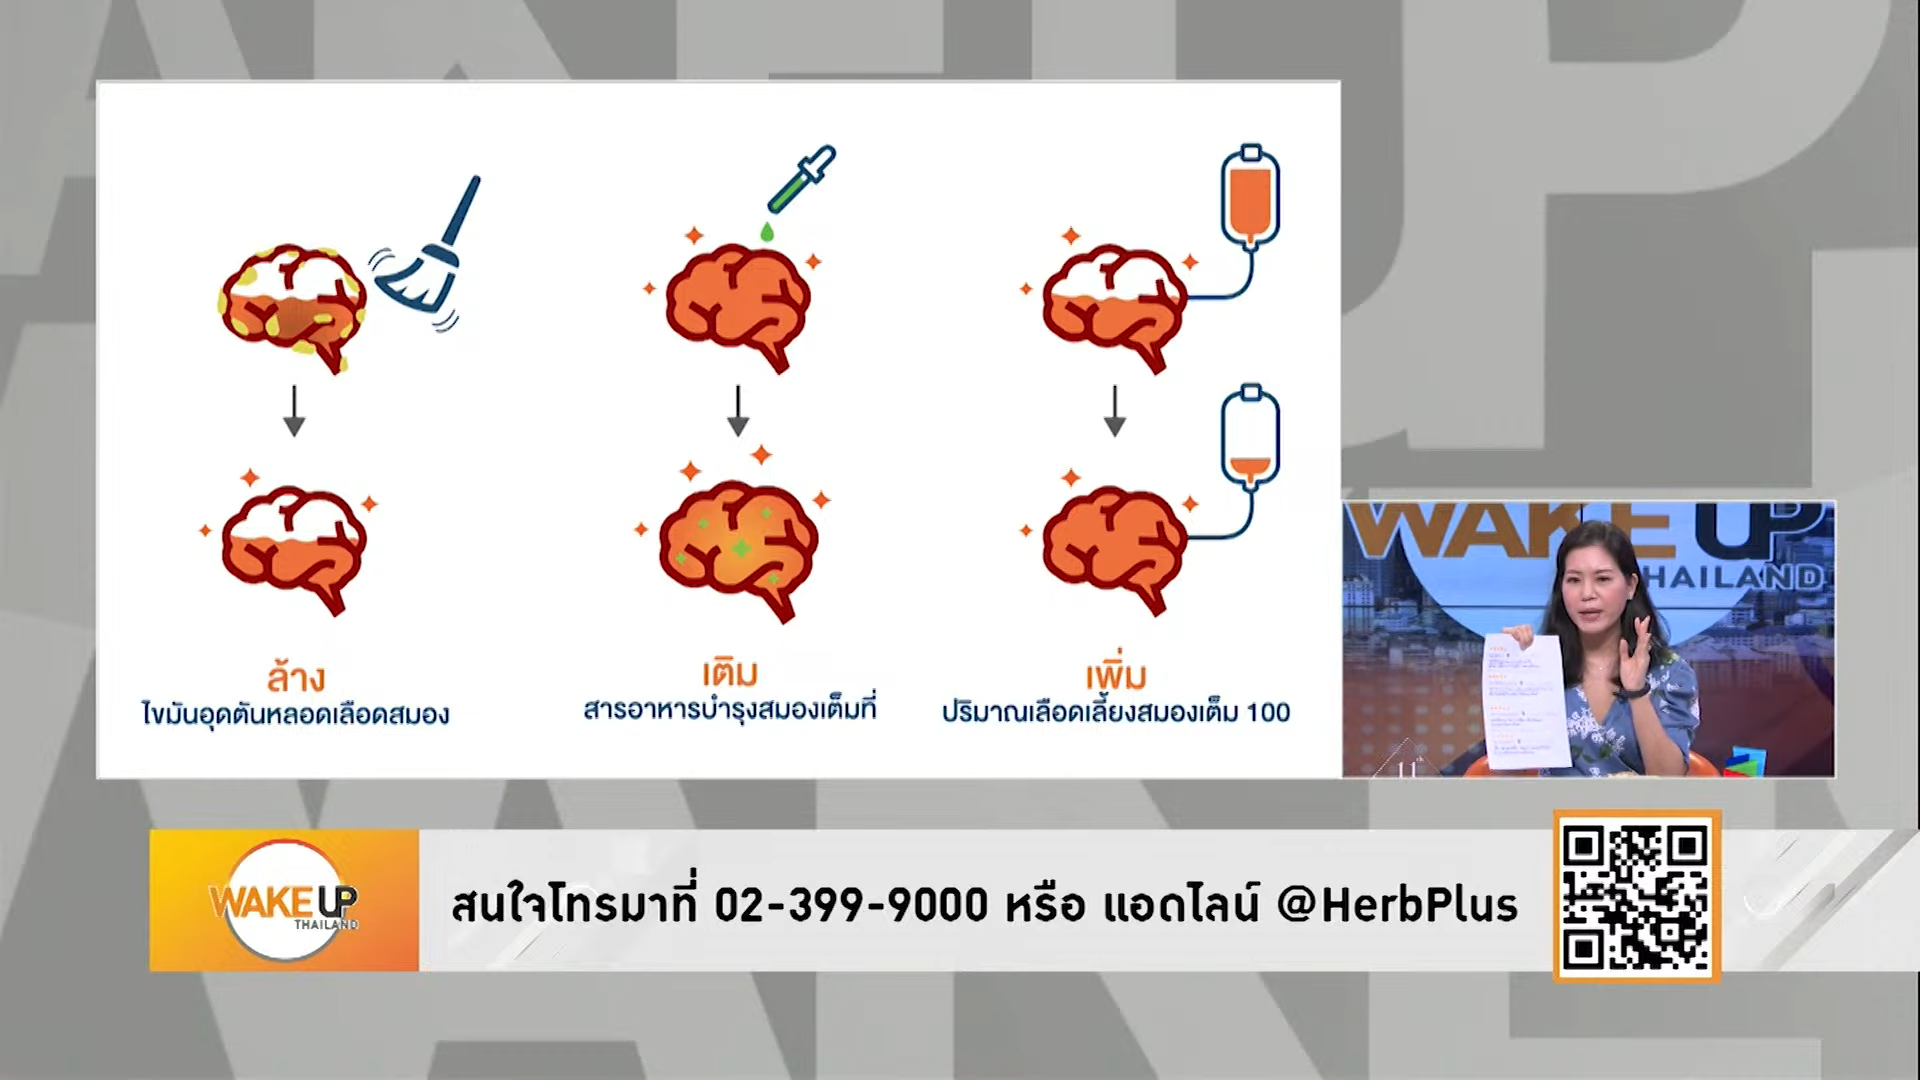 ล้าง
ไขมันอุดตันหลอดเลือดสมอง
เติม
สารอาหารบำรุงสมองเต็มที่
เพิ่ม
ปริมาณเลือดเลี้ยงสมองเต็ม 100
WAKE UP
THAILAND
WAKE UP
THAILAND
สนใจโทรมาที่ 02-399-9000 หรือ แอดไลน์ @HerbPlus